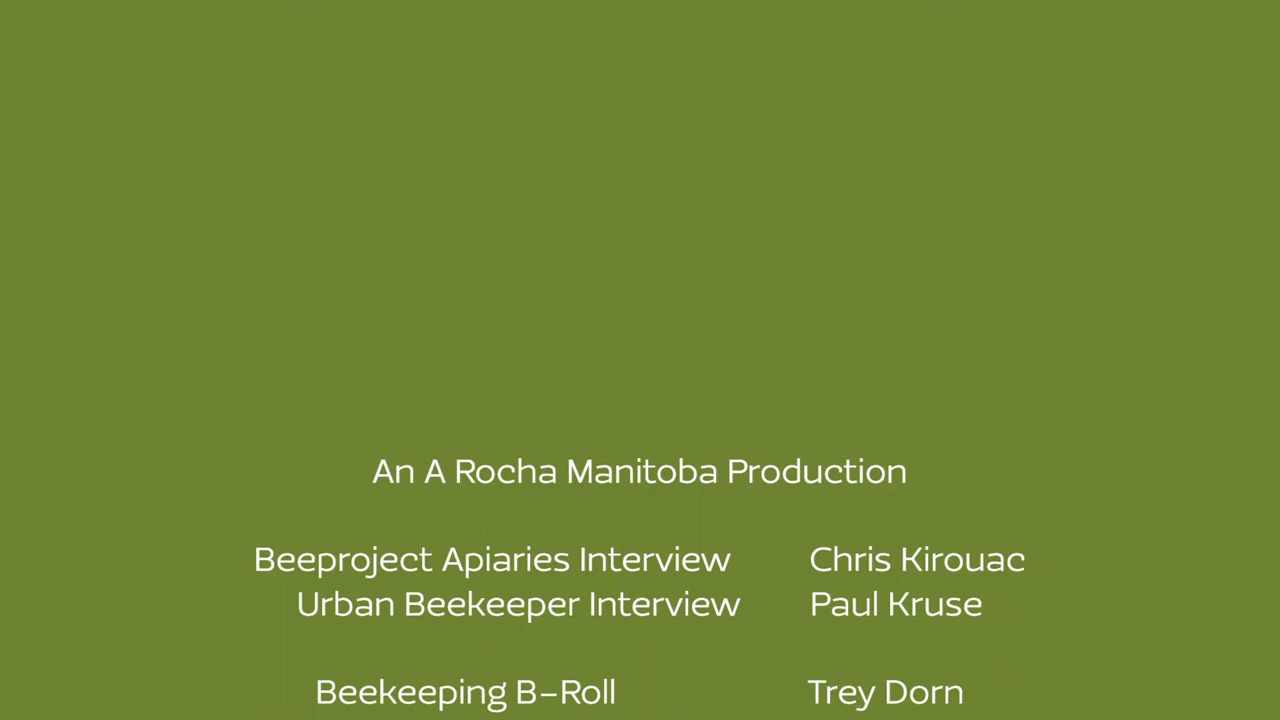 An A Rocha Manitoba Production
Beeproject Apiaries Interview Chris Kirouac
Urban Beekeeper Interview Paul Kruse
Beekeeping B-Roll Trey Dorn